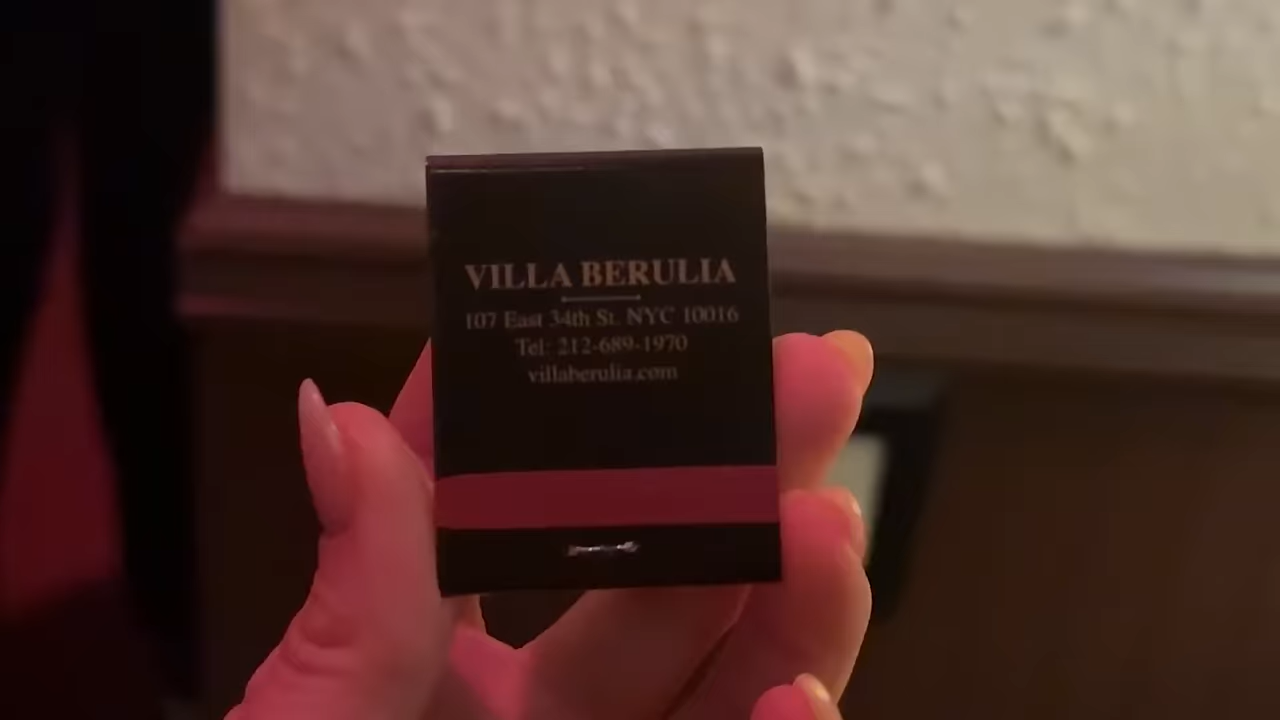 VILLA BERULIA
107 East 34th St. NYC 10016
Tel: 212-689-1970
villaberulia.com